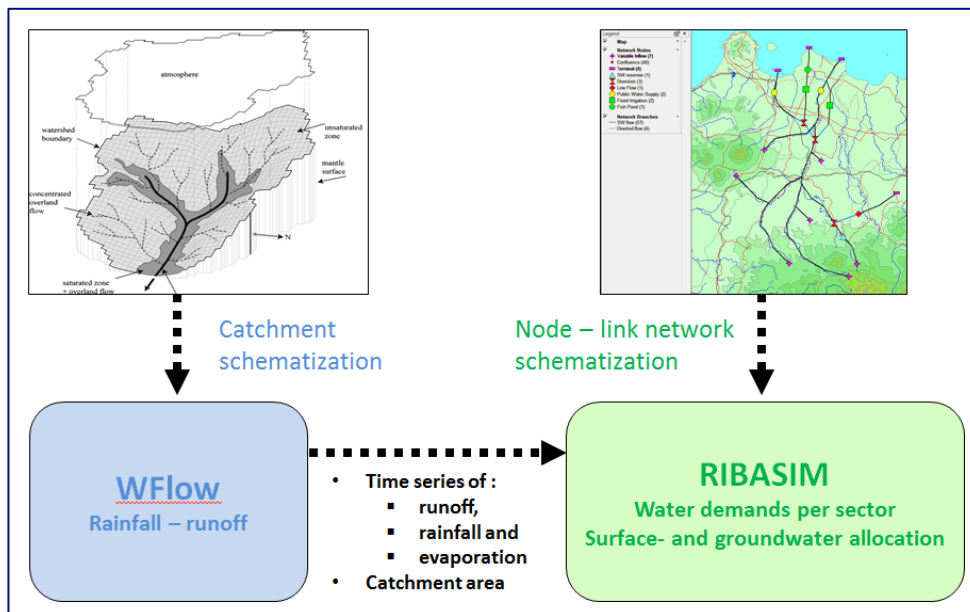 atmosphere
watershed
boundary
unsaturated
zone
mantle
surface
concentrated
overland
flow
N
saturated zone
+ overland flow
Legend
Map
Network Nodes
Variable Inflow (7)
Confluence (40)
Terminal (4)
SW reservoir (1)
Diversion (3)
Low Flow (1)
Public Water Supply (2)
Fixed Irrigation (2)
Fish Pond (1)
Network Branches
SW flow (57)
Diverted flow (4)
Catchment
schematization
Node – link network
schematization
WFlow
Rainfall – runoff
• Time series of :
▪ runoff,
▪ rainfall and
▪ evaporation
• Catchment area
RIBASIM
Water demands per sector
Surface- and groundwater allocation